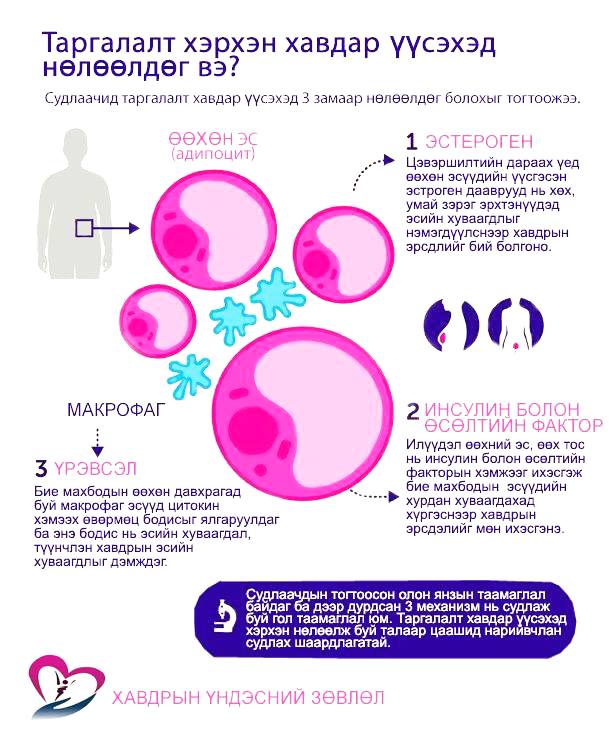 Таргалалт хэрхэн хавдар үүсэхэд
нөлөөлдөг вэ?
Судлаачид таргалалт хавдар үүсэхэд 3 замаар нөлөөлдөг болохыг тогтоожээ.
ӨӨХӨН ЭС
(адипоцит)
1 ЭСТЕРОГЕН
Цэвэршилтийн дараах үед
өөхөн эсүүдийн үүсгэсэн
эстроген дааврууд нь хөх,
умай зэрэг эрхтэнүүдэд
эсийн хуваагдлыг
нэмэгдүүлснээр хавдрын
эрсдлийг бий болгоно.
2 ИНСУЛИН БОЛОН
ӨСӨЛТИЙН ФАКТОР
Илүүдэл өөхний эс, өөх тос
нь инсулин болон өсөлтийн
факторын хэмжээг ихэсгэж
бие махбодын эсүүдийн
хурдан хуваагдахад
хүргэснээр хавдрын
эрсдэлийг мөн ихэсгэнэ.
МАКРОФАГ
3 ҮРЭВСЭЛ
Бие махбодын өөхөн давхрагад
буй макрофаг эсүүд цитокин
хэмээх өвөрмөц бодисыг ялгаруулдаг
ба энэ бодис нь эсийн хуваагдал,
түүнчлэн хавдрын эсийн
хуваагдлыг дэмждэг.
Судлаачдын тогтоосон олон янзын таамаглал
байдаг ба дээр дурдсан 3 механизм нь судлаж
буй гол таамаглал юм. Таргалалт хавдар үүсэхэд
хэрхэн нөлөөлж буй талаар цаашид нарийвчлан
судлах шаардлагатай.
ХАВДРЫН ҮНДЭСНИЙ ЗӨВЛӨЛ